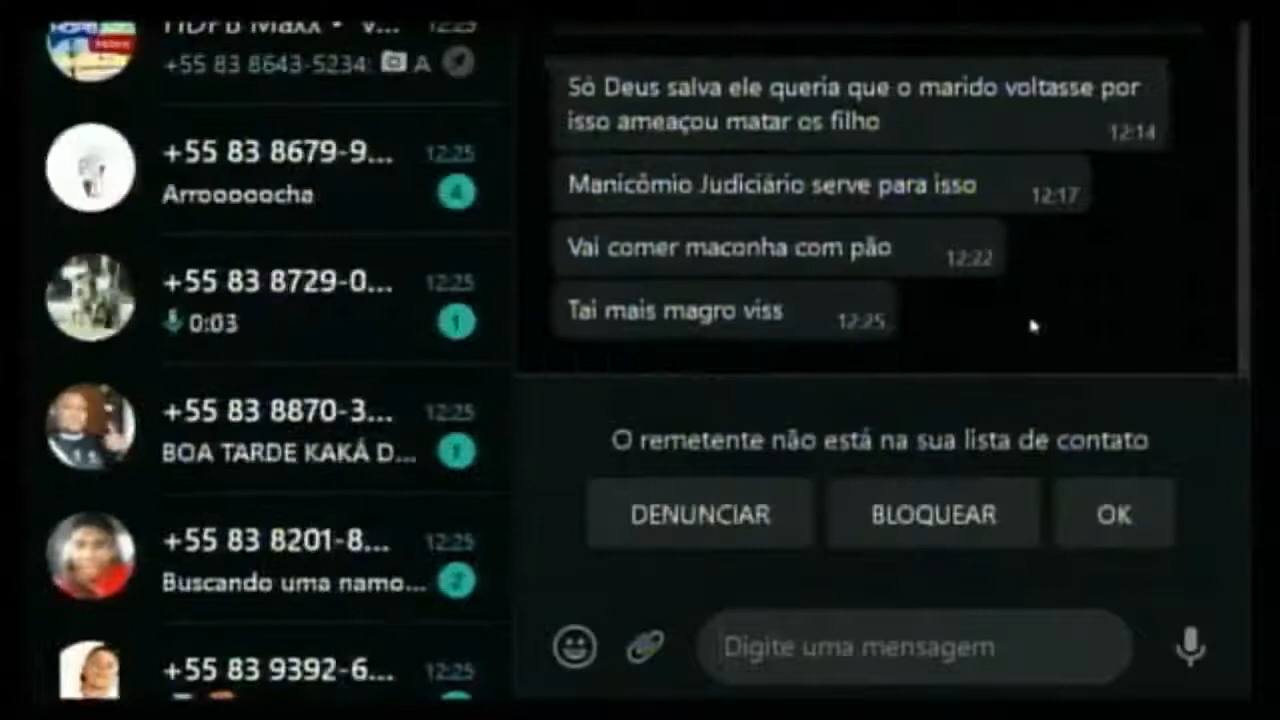 12:25
+55 83 8643-5234: A
+55 83 8679-9... 12:25
Arroooooocha 4
+55 83 8729-0... 12:25
0:03 1
+55 83 8870-3... 12:25
BOA TARDE KAKÁ D... 1
+55 83 8201-8... 12:25
Buscando uma namo... 2
+55 83 9392-6... 12:25
Só Deus salva ele queria que o marido voltasse por
isso ameaçou matar os filho
12:14
Manicômio Judiciário serve para isso 12:17
Vai comer maconha com pão 12:22
Tai mais magro viss 12:25
O remetente não está na sua lista de contato
DENUNCIAR BLOQUEAR OK
Digite uma mensagem